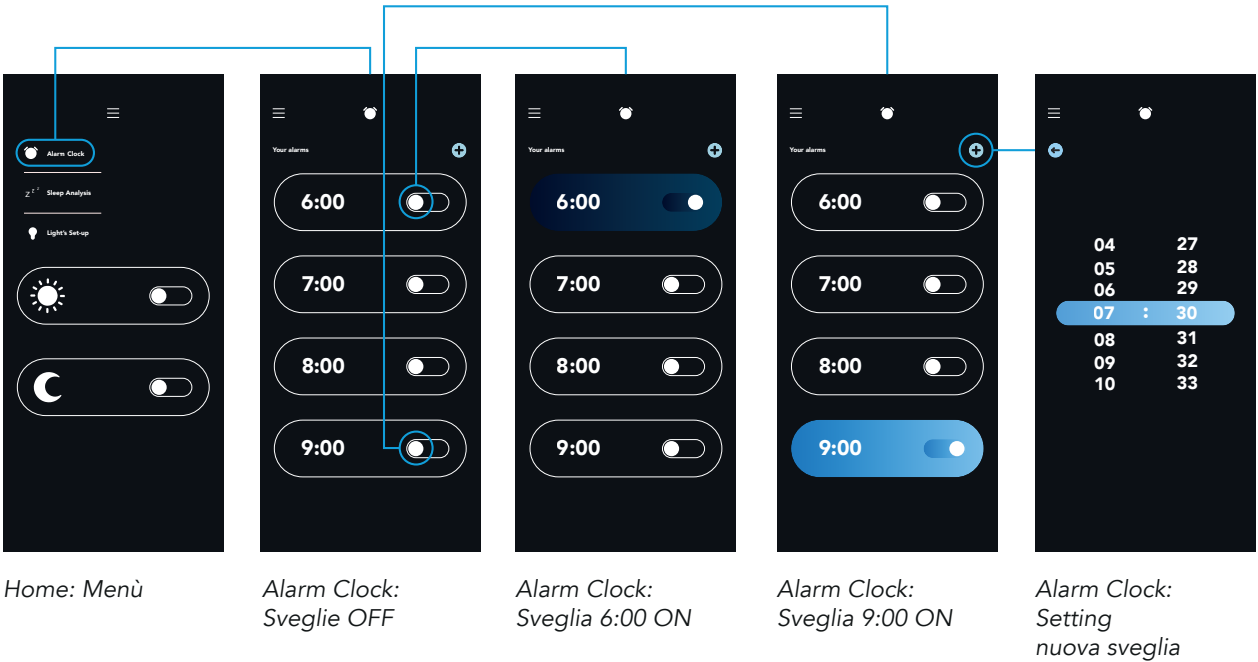 Alarm Clock
z z z Sleep Analysis
Light's Set-up
Home: Menù
Your alarms
6:00
7:00
8:00
9:00
Alarm Clock:
Sveglie OFF
Your alarms
6:00
7:00
8:00
9:00
Alarm Clock:
Sveglia 6:00 ON
Your alarms
6:00
7:00
8:00
9:00
Alarm Clock:
Sveglia 9:00 ON
04 27
05 28
06 29
07 : 30
08 31
09 32
10 33
Alarm Clock:
Setting
nuova sveglia